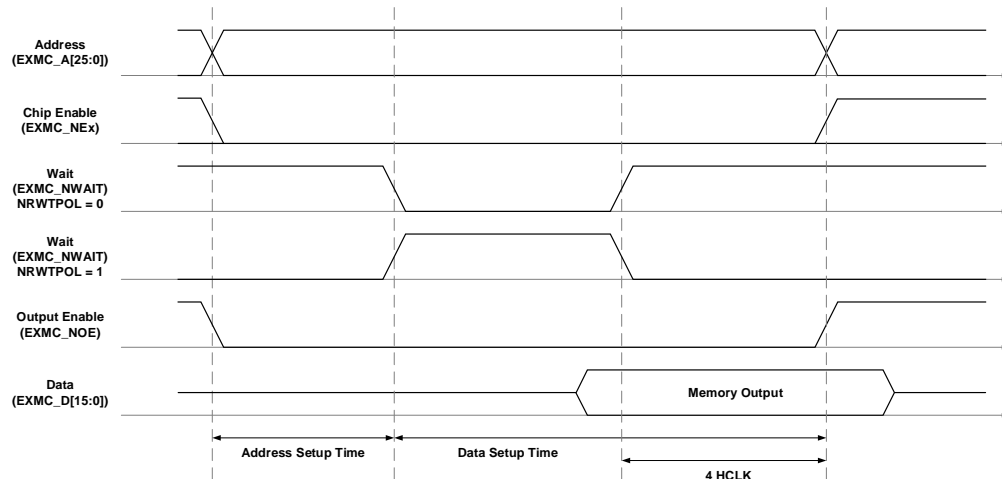 Address
(EXMC_A[25:0])
Chip Enable
(EXMC_NEx)
Wait
(EXMC_NWAIT)
NRWTPOL = 0
Wait
(EXMC_NWAIT)
NRWTPOL = 1
Output Enable
(EXMC_NOE)
Data
(EXMC_D[15:0])
Memory Output
Address Setup Time
Data Setup Time
4 HCLK